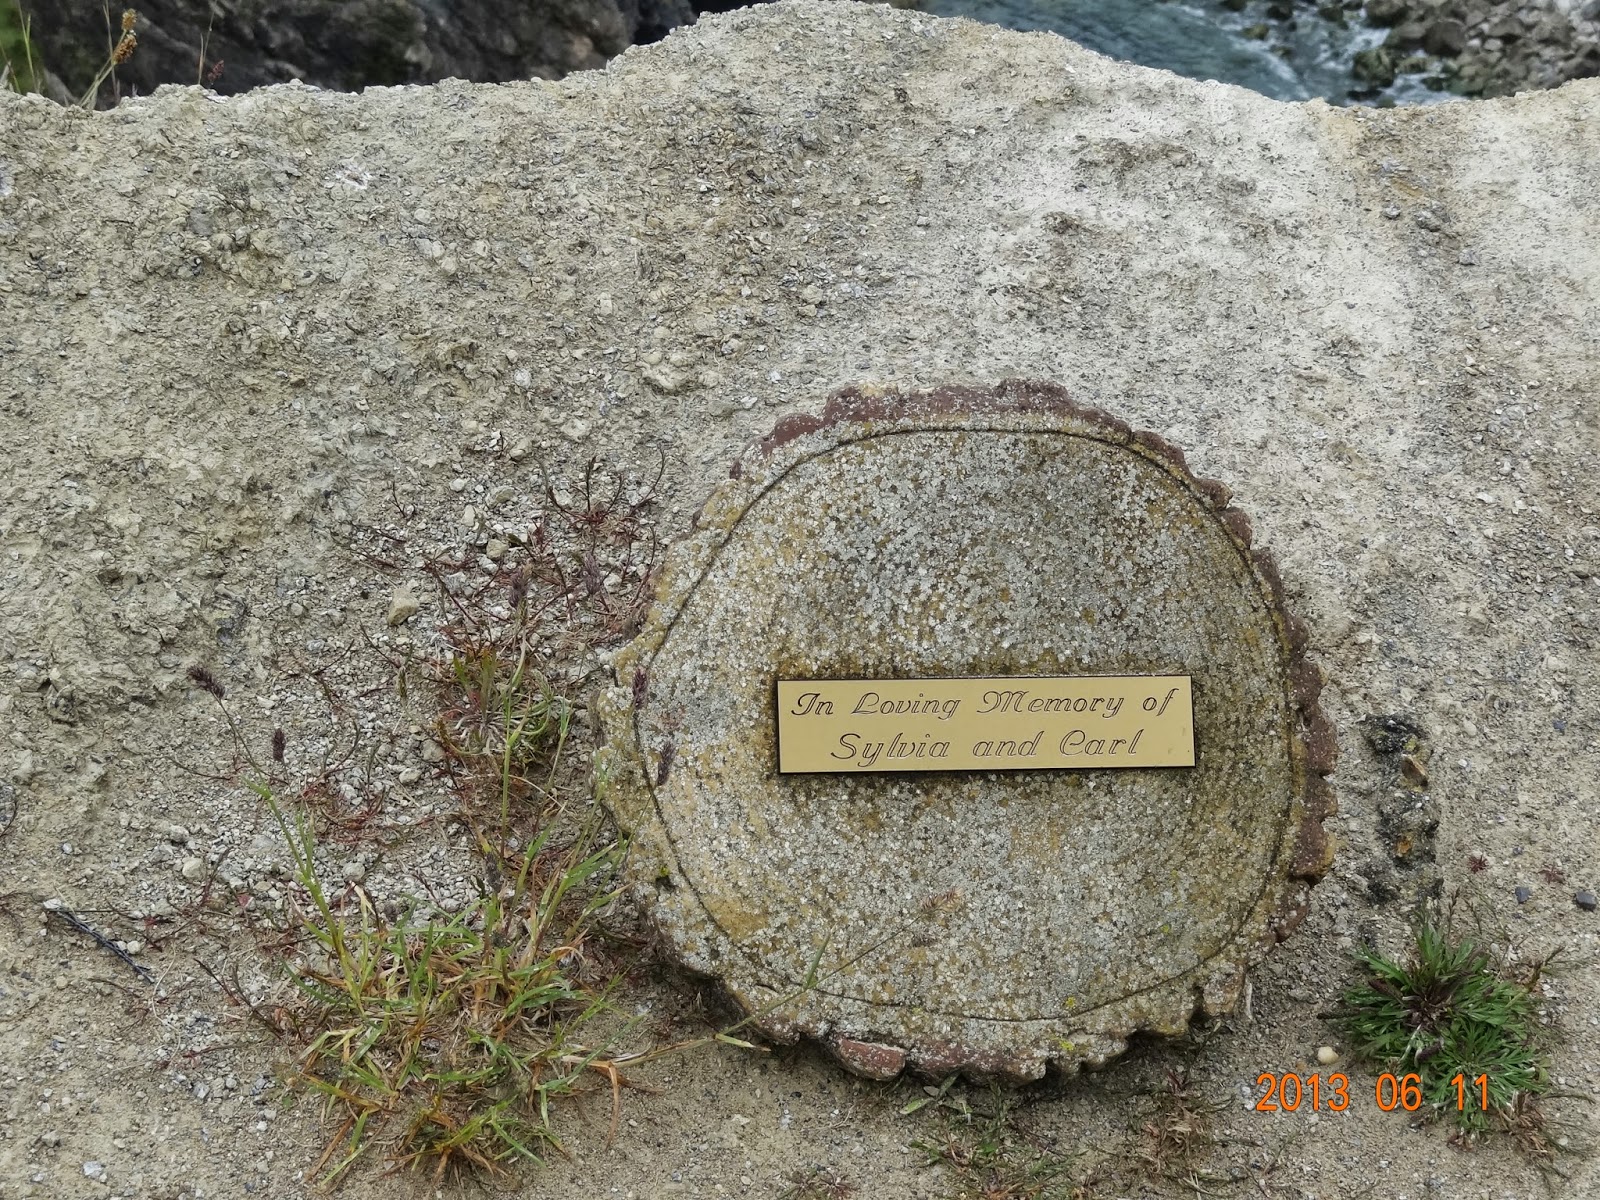 In Loving Memory of
Sylvia and Carl
2013 06 11